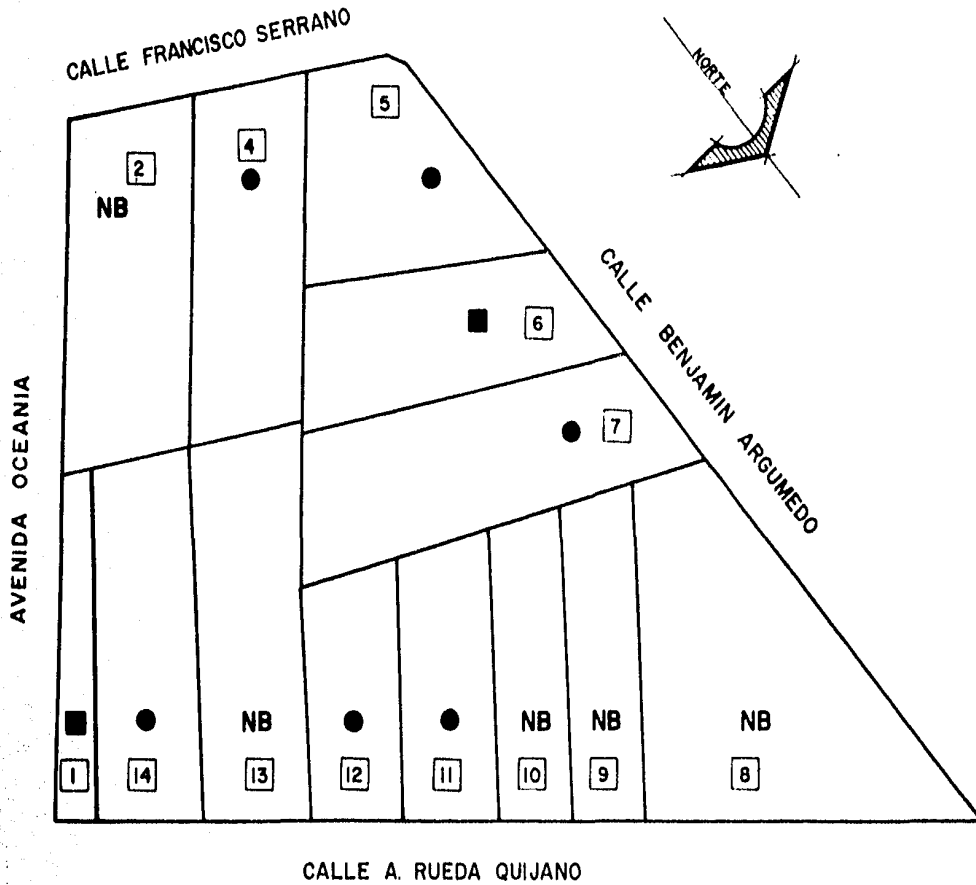 CALLE FRANCISCO SERRANO
NORTE
5
4
2
NB
CALLE BENJAMIN ARGUMEDO
6
7
AVENIDA OCEANIA
NB
NB
NB
NB
1
14
13
12
11
10
9
8
CALLE A. RUEDA QUIJANO